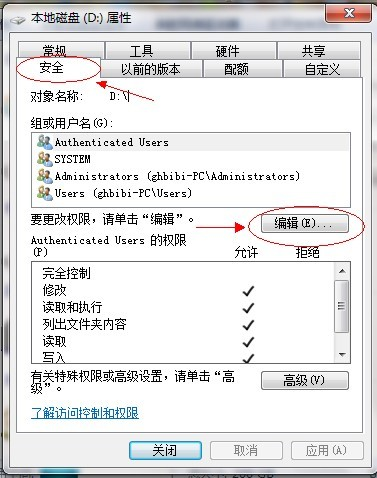 本地磁盘 (D:) 属性
常规 工具 硬件 共享
安全 以前的版本 配额 自定义
对象名称: D:\
组或用户名(G):
Authenticated Users
SYSTEM
Administrators (ghbibi-PC\Administrators)
Users (ghbibi-PC\Users)
要更改权限，请单击“编辑”。
编辑(E)...
Authenticated Users 的权限
(P) 允许 拒绝
完全控制
修改
读取和执行
列出文件夹内容
读取
写入
有关特殊权限或高级设置，请单击“高
级”。
高级(V)
了解访问控制和权限
关闭 取消 应用(A)